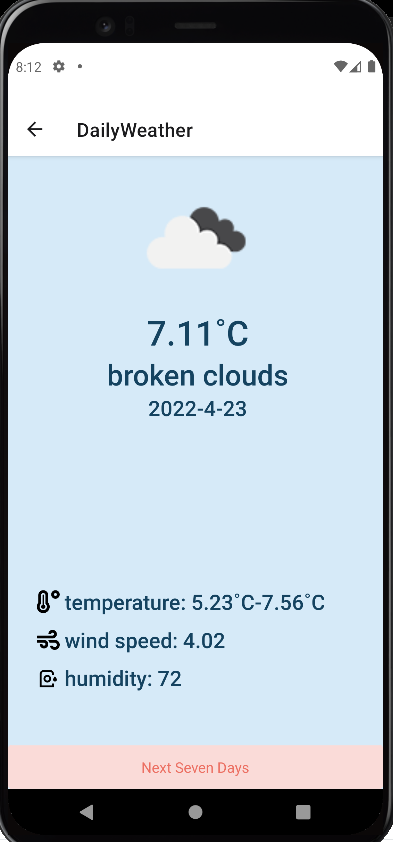 8:12
DailyWeather
7.11°C
broken clouds
2022-4-23
temperature: 5.23°C-7.56°C
wind speed: 4.02
humidity: 72
Next Seven Days